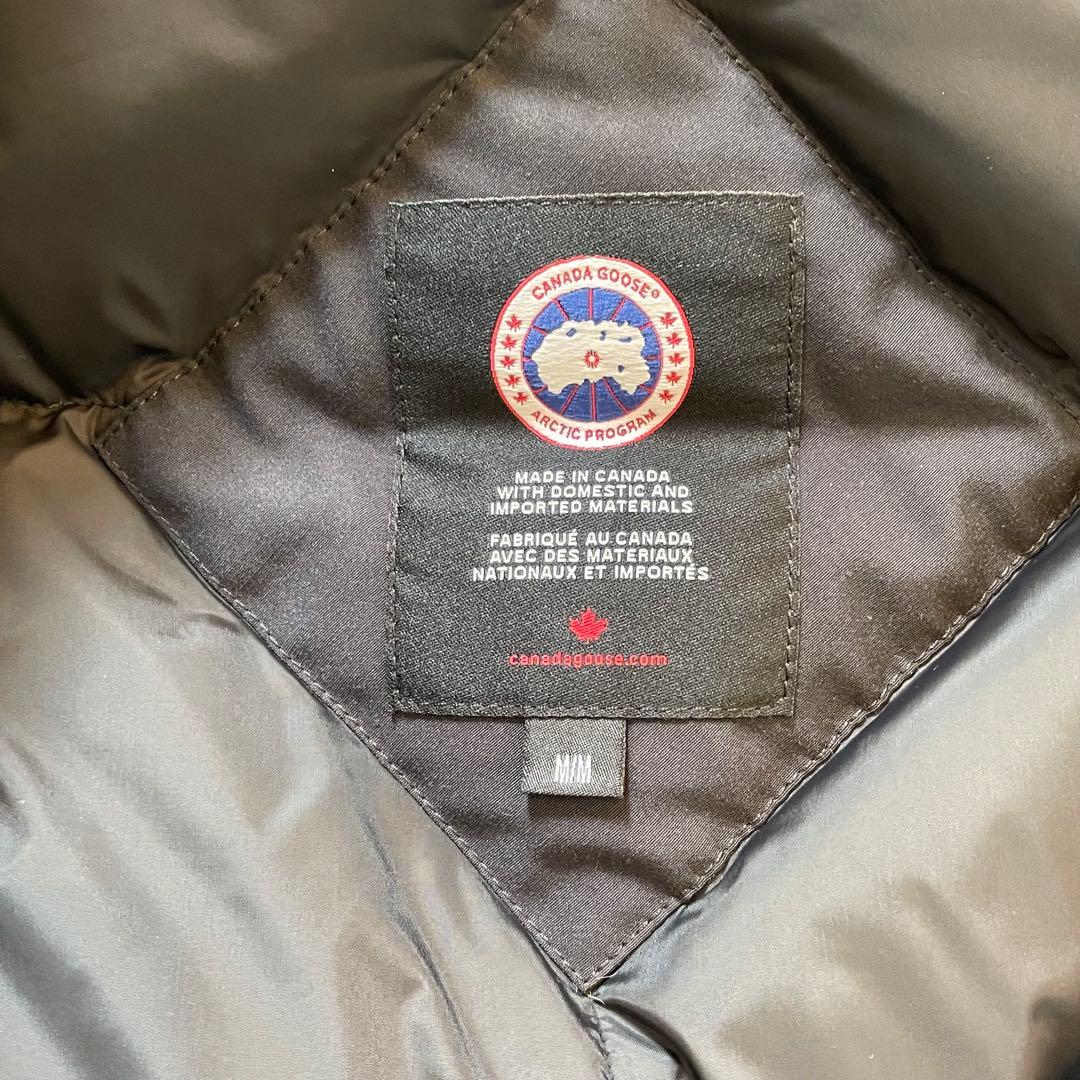 CANADA GOOSE®
ARCTIC PROGRAM
MADE IN CANADA
WITH DOMESTIC AND
IMPORTED MATERIALS
FABRIQUÉ AU CANADA
AVEC DES MATERIAUX
NATIONAUX ET IMPORTÉS
canadagoose.com
M/M